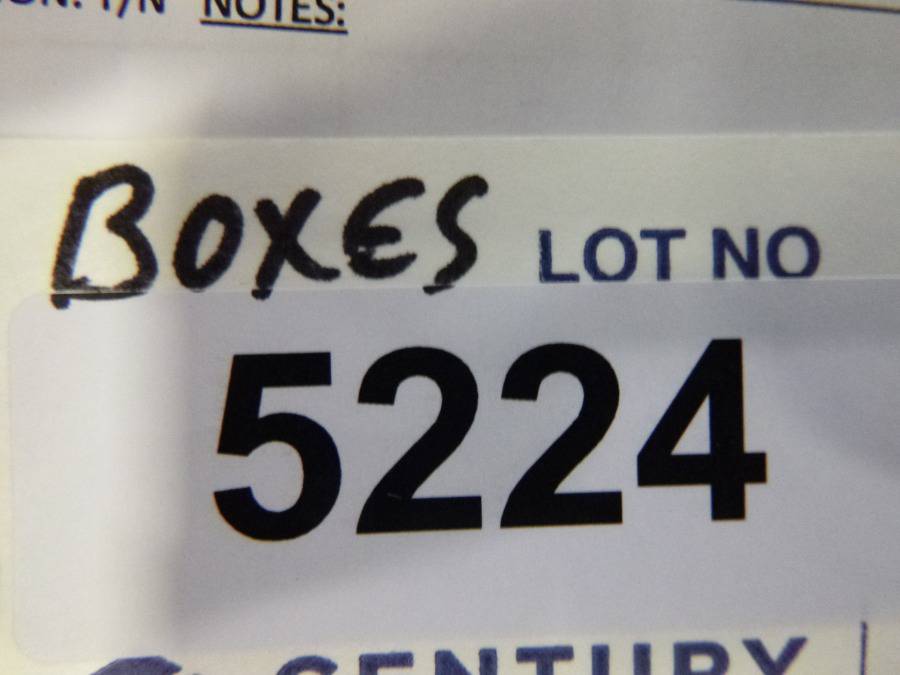 Y/N NOTES:
BOXES LOT NO
5224
CENTURY